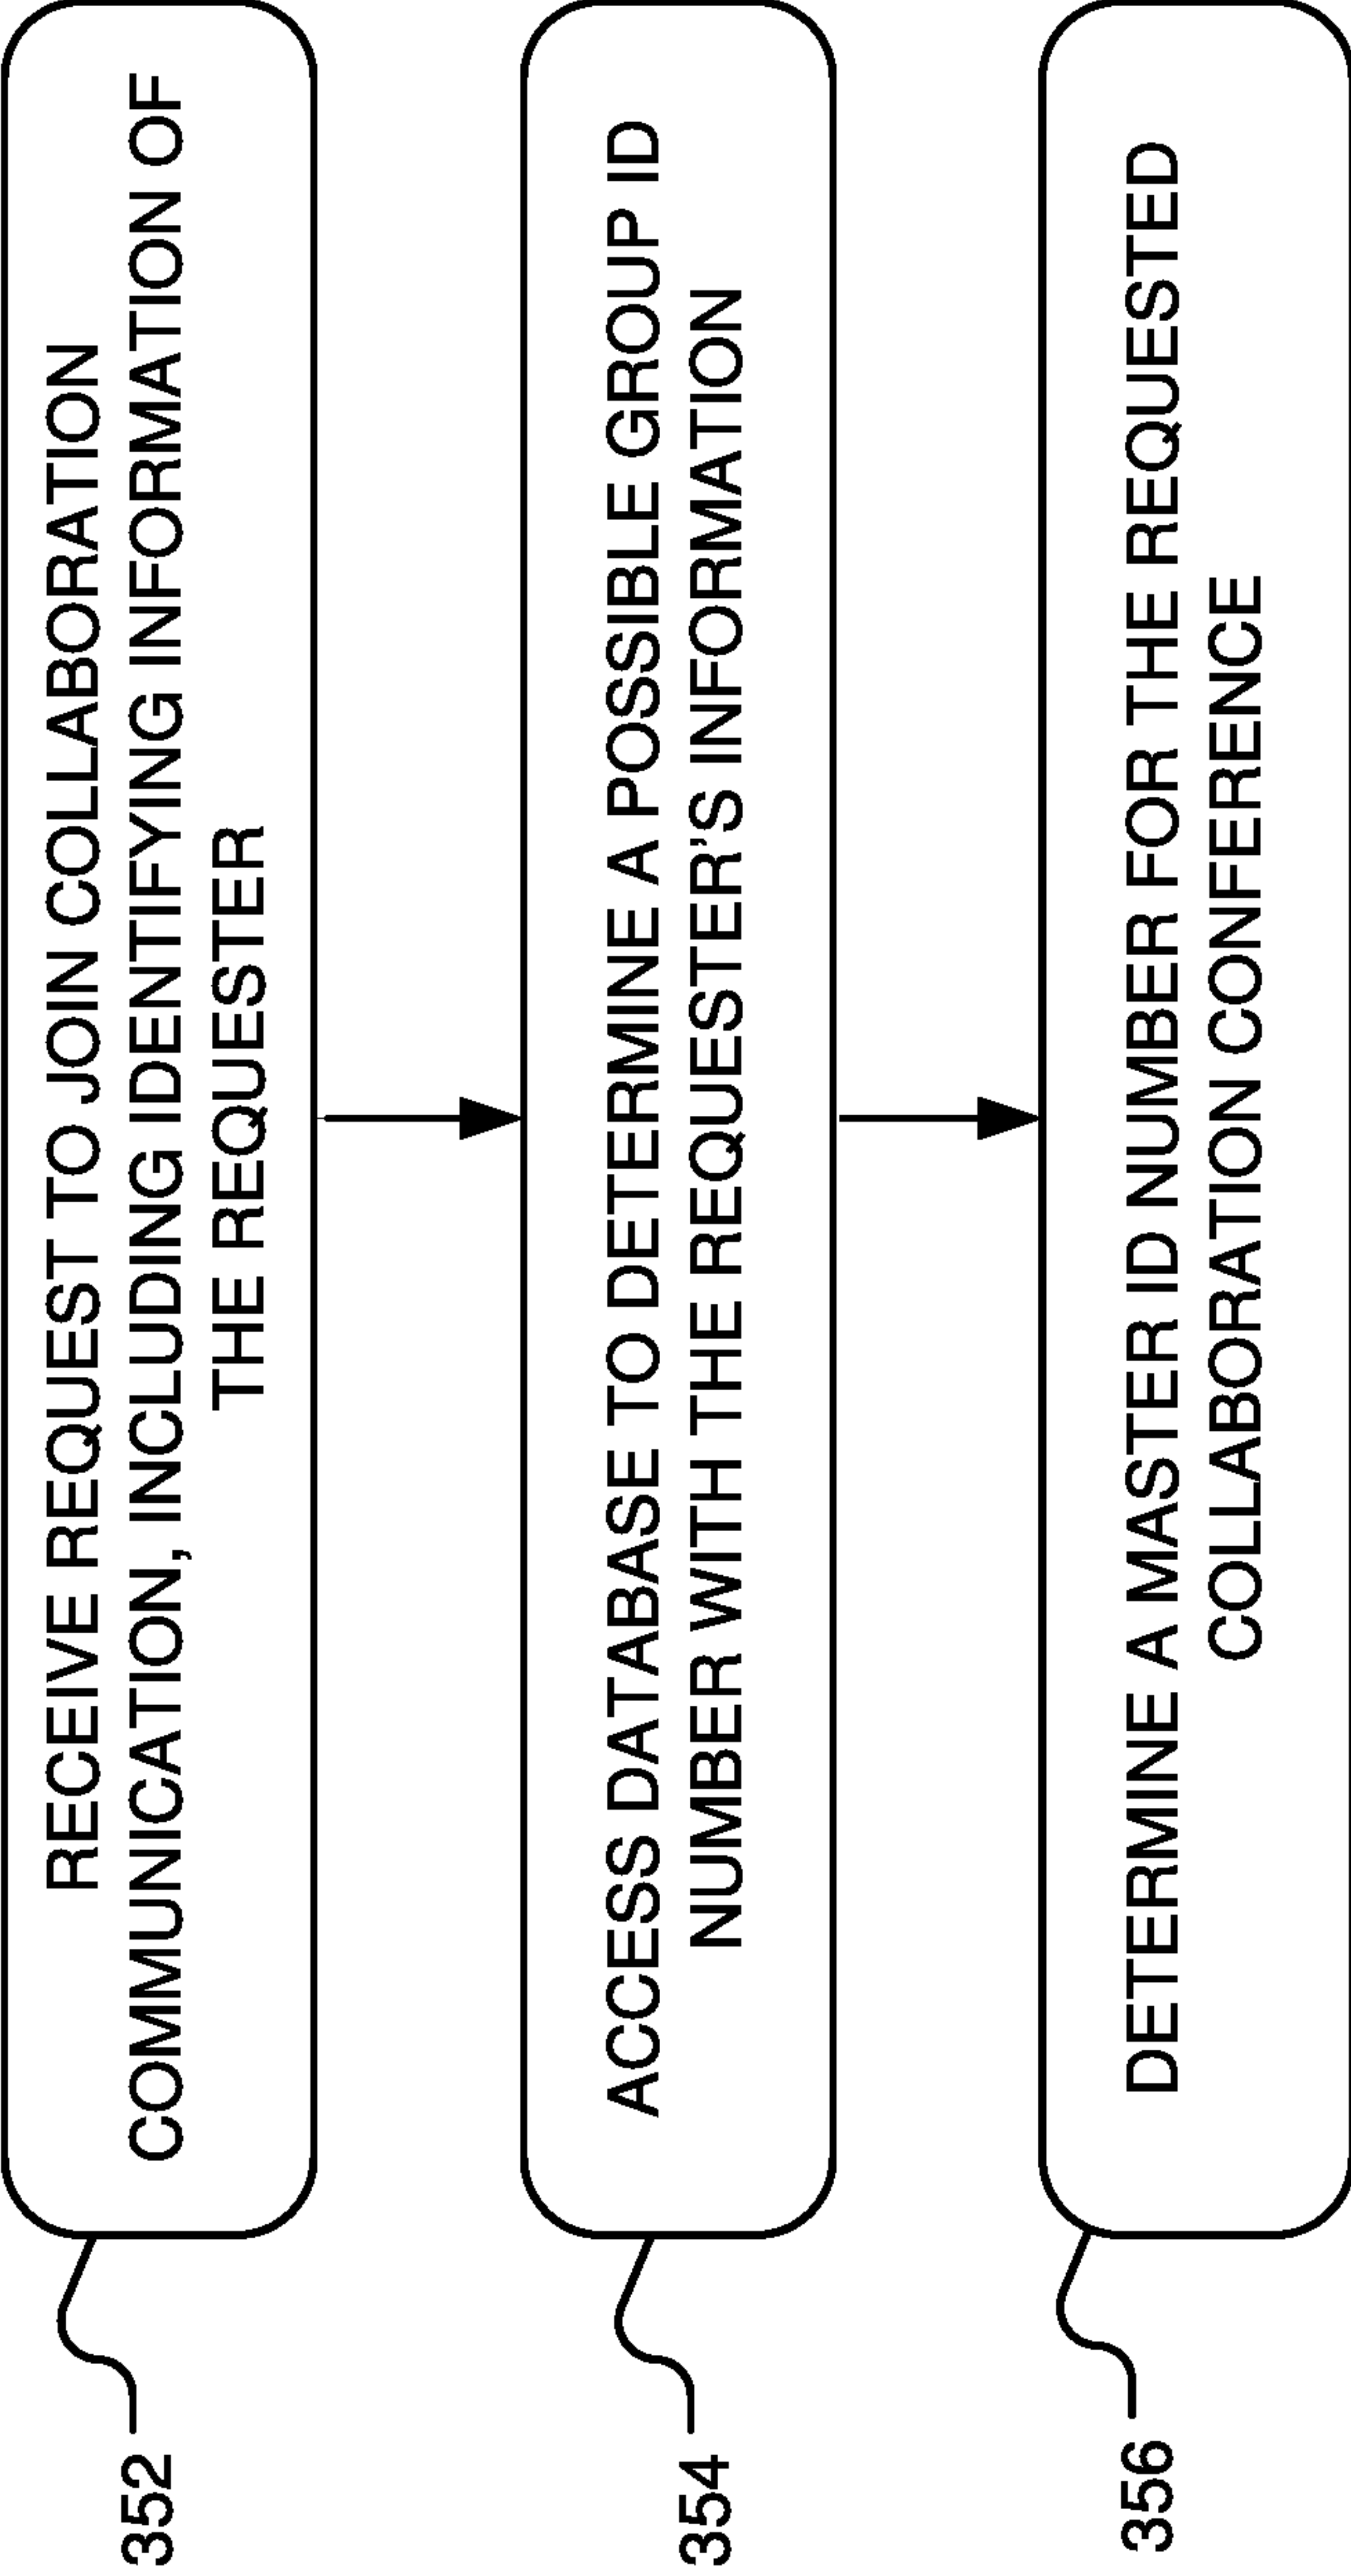 RECEIVE REQUEST TO JOIN COLLABORATION
COMMUNICATION, INCLUDING IDENTIFYING INFORMATION OF
THE REQUESTER
352
ACCESS DATABASE TO DETERMINE A POSSIBLE GROUP ID
NUMBER WITH THE REQUESTER'S INFORMATION
354
DETERMINE A MASTER ID NUMBER FOR THE REQUESTED
COLLABORATION CONFERENCE
356